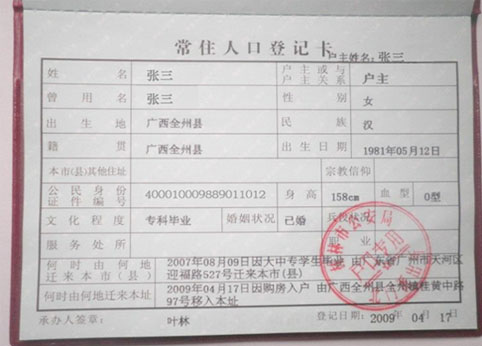 常住人口登记卡
户主姓名:张三
姓名 张三 户主或与户主关系 户主
曾用名 张三 性别 女
出生地 广西全州县 民族 汉
籍贯 广西全州县 出生日期 1981年05月12日
本市(县)其他住址 宗教信仰
公民身份证件编号 400010009889011012 身高 158cm 血型 O型
文化程度 专科毕业 婚姻状况 已婚 兵役状况
服务处所 职业
何时由何地迁来本市(县) 2007年08月09日因大中专学生毕业 由广东省广州市天河区迎福路527号迁来本市(县)
何时由何地迁来本址 2009年04月17日因购房入户 由广西全州县全州镇桂黄中路97号移入本址
承办人签章: 叶林 登记日期:2009年04月17
林市公安局
户口专用